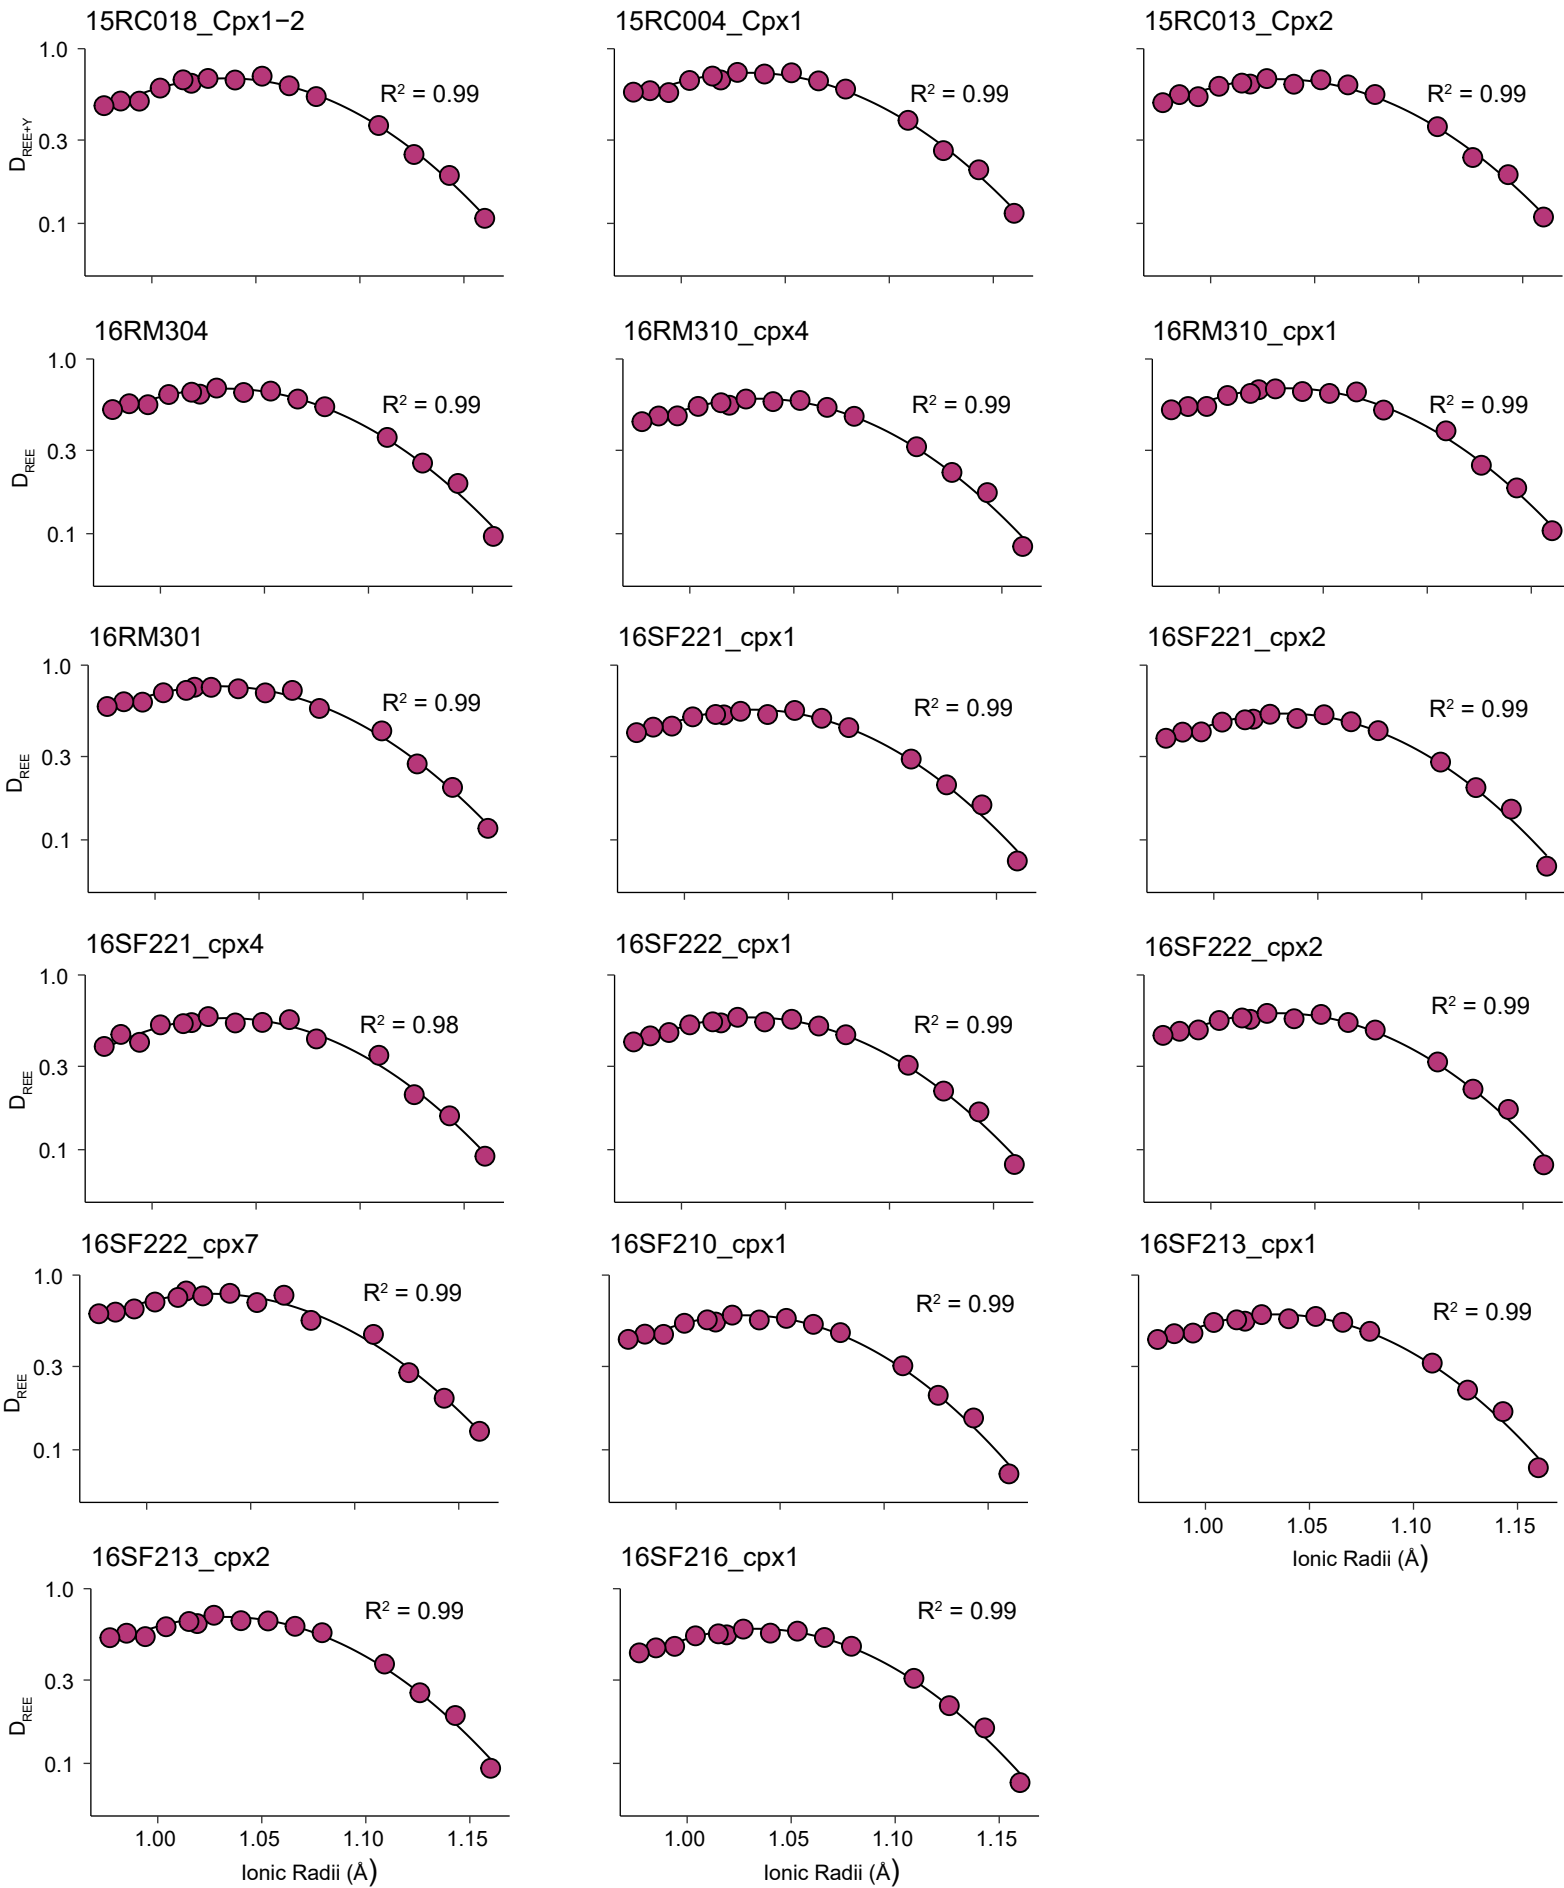 15RC018_Cpx1−2
15RC004_Cpx1
15RC013_Cpx2
1.0
R² = 0.99
R² = 0.99
R² = 0.99
0.3
D_REE+Y
0.1
16RM304
16RM310_cpx4
16RM310_cpx1
1.0
R² = 0.99
R² = 0.99
R² = 0.99
0.3
D_REE
0.1
16RM301
16SF221_cpx1
16SF221_cpx2
1.0
R² = 0.99
R² = 0.99
R² = 0.99
0.3
D_REE
0.1
16SF221_cpx4
16SF222_cpx1
16SF222_cpx2
1.0
R² = 0.98
R² = 0.99
R² = 0.99
0.3
D_REE
0.1
16SF222_cpx7
16SF210_cpx1
16SF213_cpx1
1.0
R² = 0.99
R² = 0.99
R² = 0.99
0.3
D_REE
0.1
1.00 1.05 1.10 1.15
Ionic Radii (Å)
16SF213_cpx2
16SF216_cpx1
1.0
R² = 0.99
R² = 0.99
0.3
D_REE
0.1
1.00 1.05 1.10 1.15
1.00 1.05 1.10 1.15
Ionic Radii (Å)
Ionic Radii (Å)